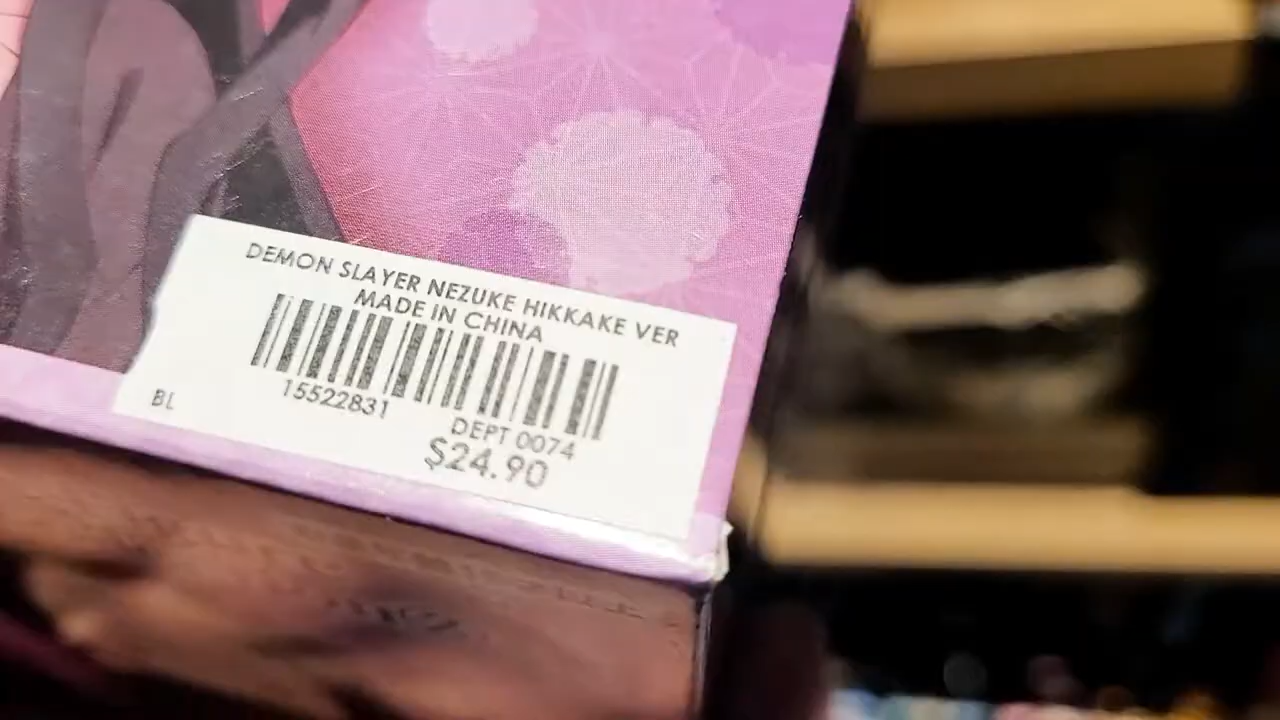 DEMON SLAYER NEZUKE HIKKAKE VER
MADE IN CHINA
15522831
BL
DEPT 0074
$24.90